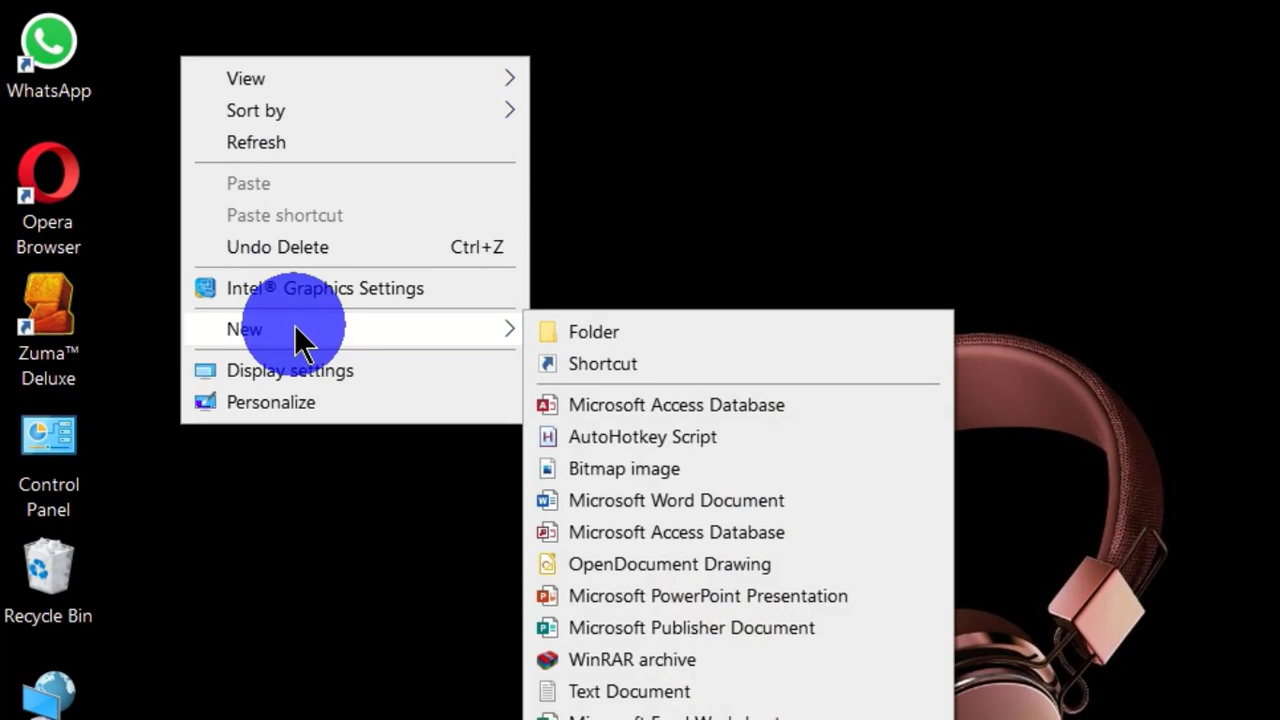 WhatsApp
Opera
Browser
Zuma™
Deluxe
Control
Panel
Recycle Bin
View
Sort by
Refresh
Paste
Paste shortcut
Undo Delete Ctrl+Z
Intel® Graphics Settings
New
Display settings
Personalize
Folder
Shortcut
Microsoft Access Database
AutoHotkey Script
Bitmap image
Microsoft Word Document
Microsoft Access Database
OpenDocument Drawing
Microsoft PowerPoint Presentation
Microsoft Publisher Document
WinRAR archive
Text Document